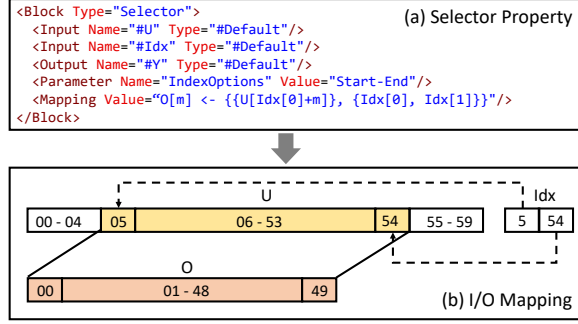 <Block Type="Selector">
(a) Selector Property
<Input Name="#U" Type="#Default"/>
<Input Name="#Idx" Type="#Default"/>
<Output Name="#Y" Type="#Default"/>
<Parameter Name="IndexOptions" Value="Start-End"/>
<Mapping Value=“O[m] <- {{U[Idx[0]+m]}, {Idx[0], Idx[1]}}"/>
</Block>
U Idx
00 - 04 05 06 - 53 54 55 - 59 5 54
O
00 01 - 48 49
(b) I/O Mapping